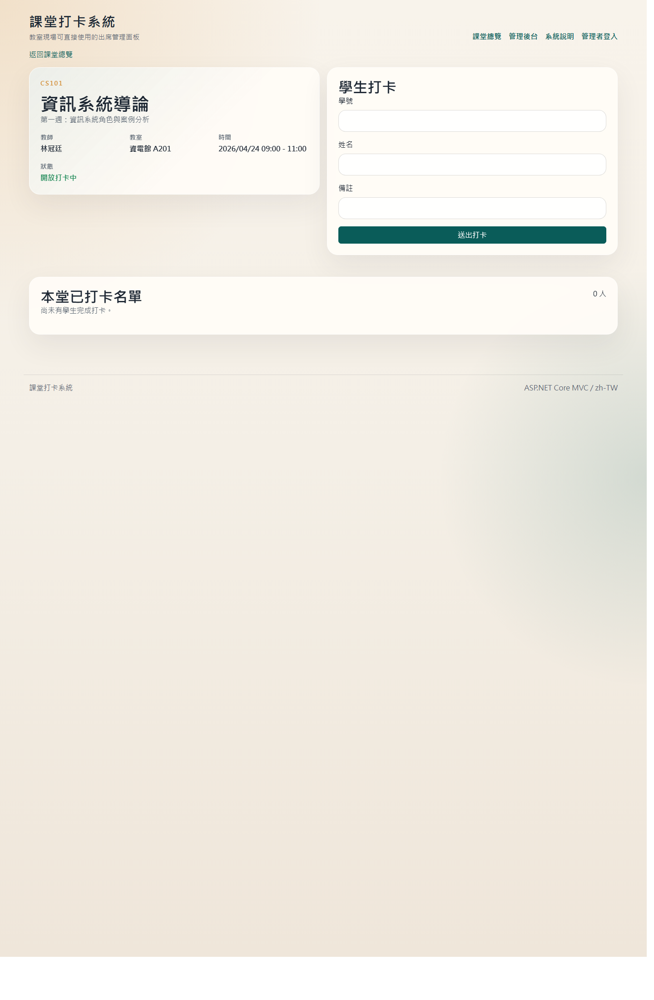 課堂打卡系統
教室現場可直接使用的出席管理面板
課堂總覽 管理後台 系統說明 管理者登入
返回課堂總覽
CS101
資訊系統導論
第一週：資訊系統角色與案例分析
教師
林冠廷
教室
資電館 A201
時間
2026/04/24 09:00 - 11:00
狀態
開放打卡中
學生打卡
學號
姓名
備註
送出打卡
本堂已打卡名單
0 人
尚未有學生完成打卡。
課堂打卡系統
ASP.NET Core MVC / zh-TW